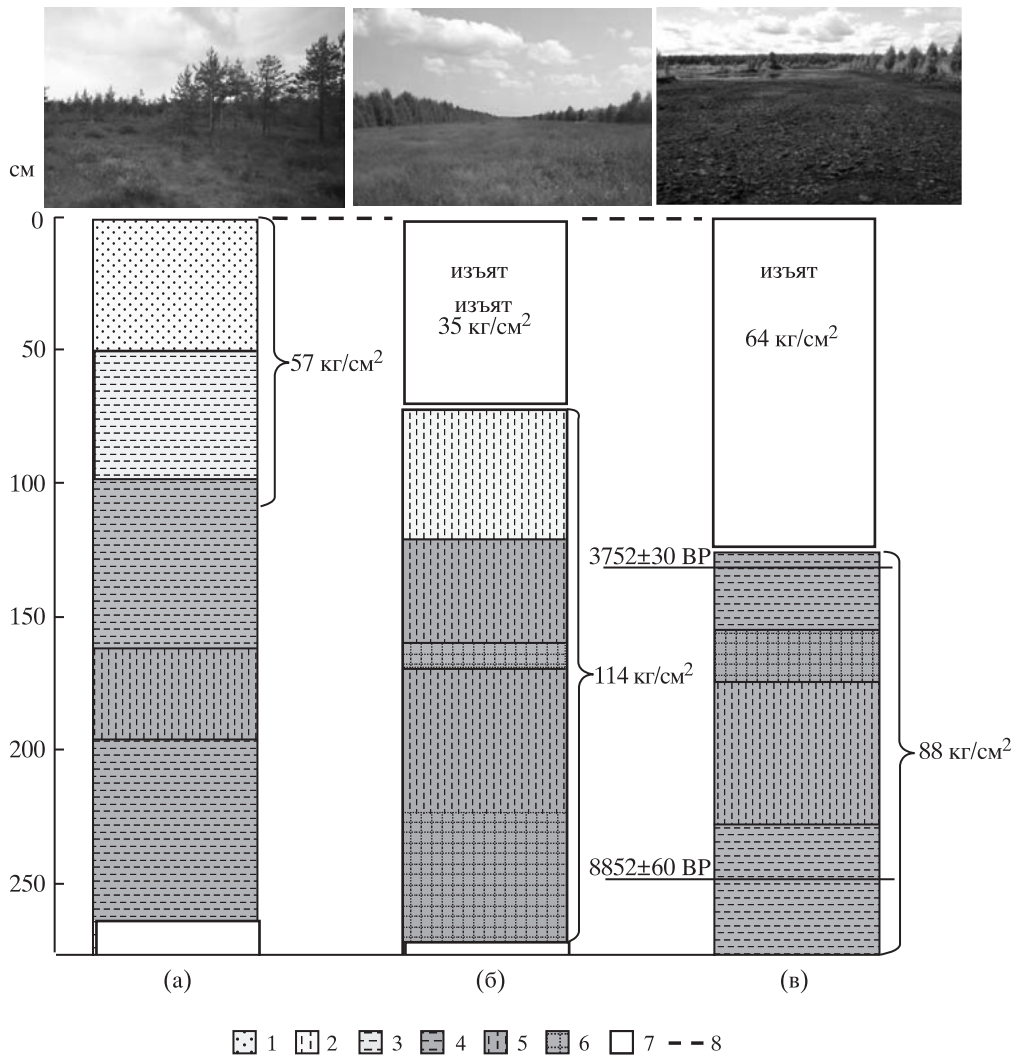 см
0
50
100
150
200
250
57 кг/см²
изъят
изъят
35 кг/см²
114 кг/см²
изъят
64 кг/см²
3752±30 BP
8852±60 BP
88 кг/см²
(а) (б) (в)
1 2 3 4 5 6 7 8